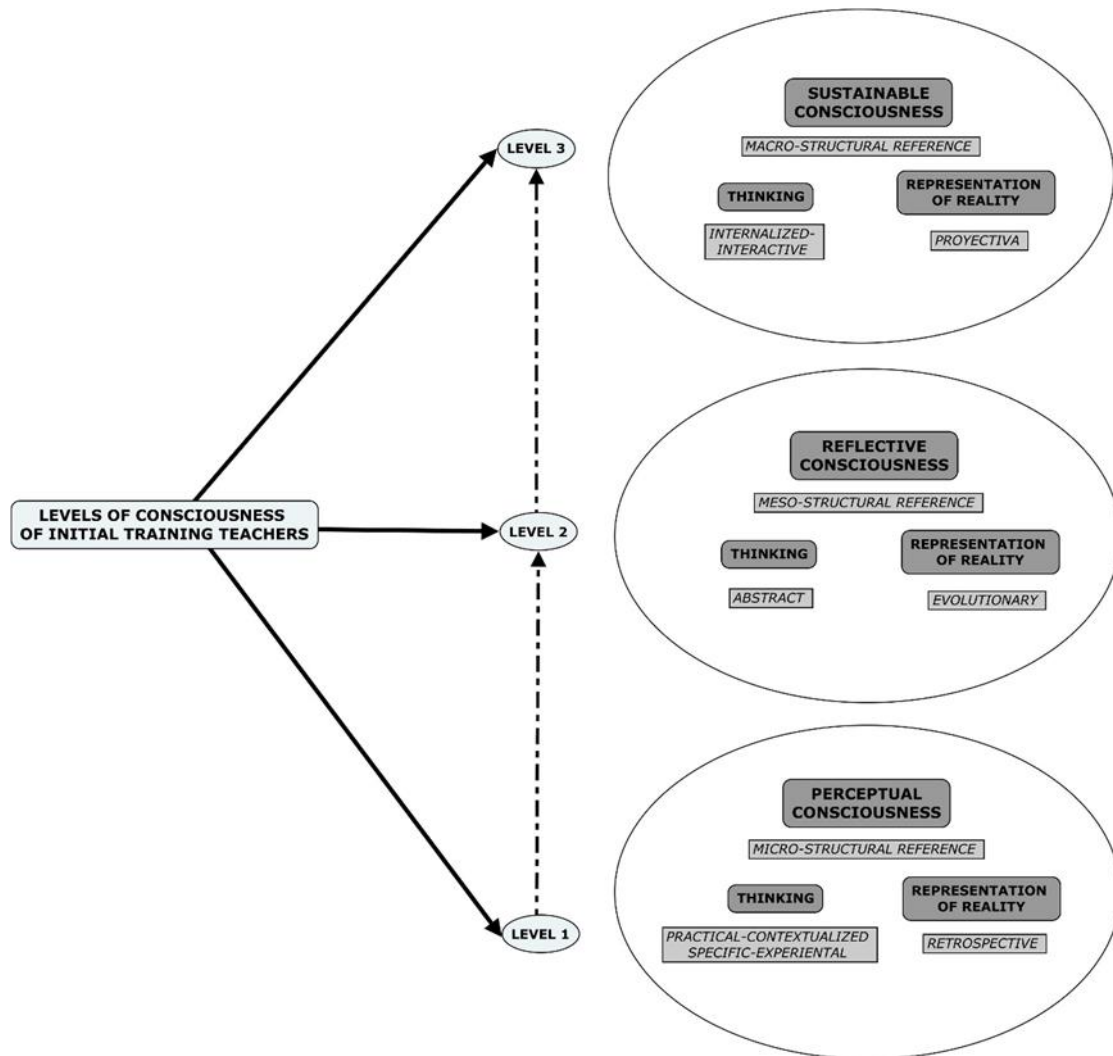 SUSTAINABLE
CONSCIOUSNESS
MACRO-STRUCTURAL REFERENCE
LEVEL 3
THINKING
REPRESENTATION
OF REALITY
INTERNALIZED-
INTERACTIVE
PROYECTIVA
REFLECTIVE
CONSCIOUSNESS
MESO-STRUCTURAL REFERENCE
LEVELS OF CONSCIOUSNESS
OF INITIAL TRAINING TEACHERS
LEVEL 2
THINKING
REPRESENTATION
OF REALITY
ABSTRACT
EVOLUTIONARY
PERCEPTUAL
CONSCIOUSNESS
MICRO-STRUCTURAL REFERENCE
LEVEL 1
THINKING
REPRESENTATION
OF REALITY
PRACTICAL-CONTEXTUALIZED
SPECIFIC-EXPERIENTAL
RETROSPECTIVE